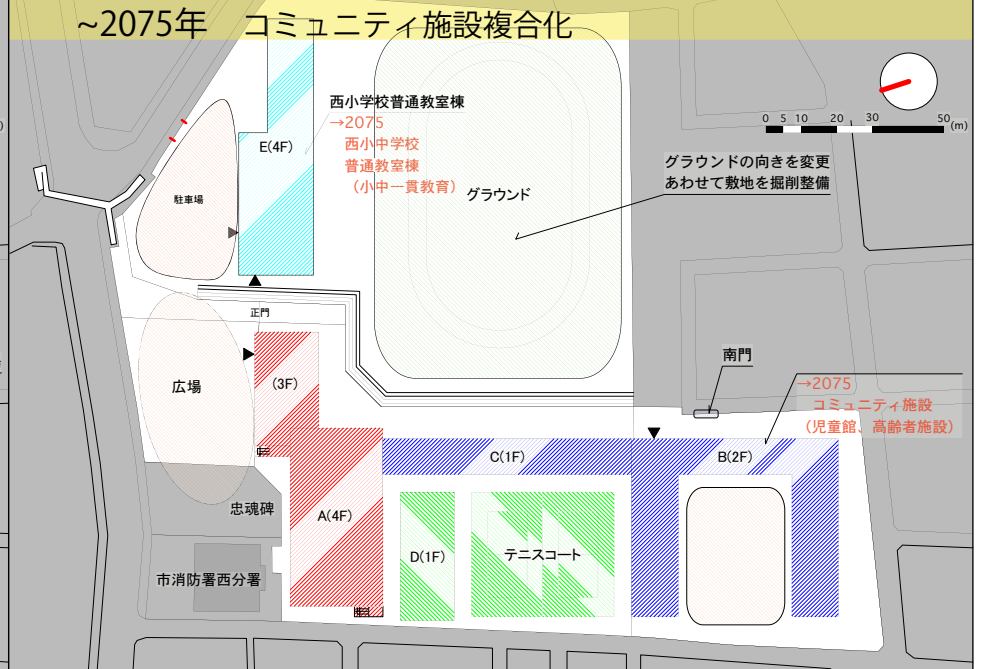 ~2075年　コミュニティ施設複合化
西小学校普通教室棟
→2075
西小中学校
普通教室棟
（小中一貫教育）
E(4F)
駐車場
グラウンド
0 5 10 20 30 50 (m)
グラウンドの向きを変更
あわせて敷地を掘削整備
正門
広場
(3F)
南門
→2075
コミュニティ施設
（児童館、高齢者施設）
C(1F)
B(2F)
忠魂碑
A(4F)
D(1F)
テニスコート
市消防署西分署